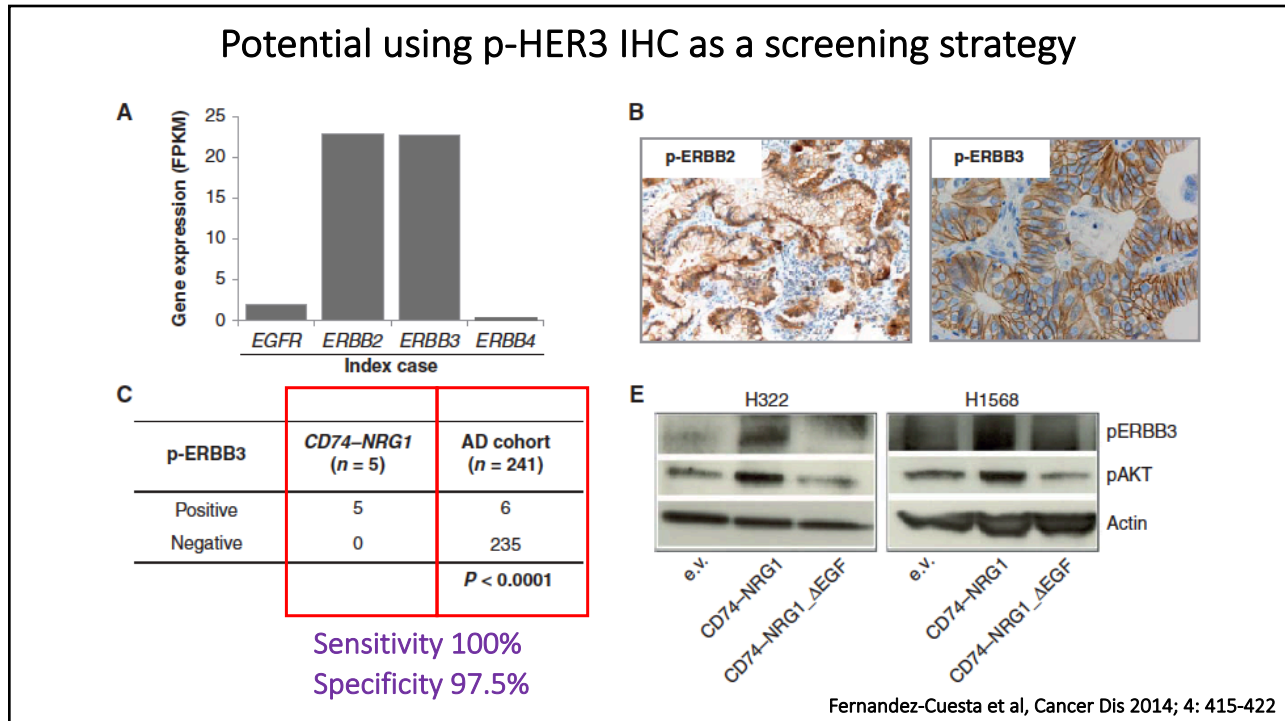 Potential using p-HER3 IHC as a screening strategy
A
Gene expression (FPKM)
25
20
15
10
5
0
EGFR ERBB2 ERBB3 ERBB4
Index case
B
p-ERBB2
p-ERBB3
C
p-ERBB3
CD74–NRG1
(n = 5)
AD cohort
(n = 241)
Positive 5 6
Negative 0 235
P < 0.0001
Sensitivity 100%
Specificity 97.5%
E
H322
H1568
pERBB3
pAKT
Actin
e.v.
CD74–NRG1
CD74–NRG1_ΔEGF
e.v.
CD74–NRG1
CD74–NRG1_ΔEGF
Fernandez-Cuesta et al, Cancer Dis 2014; 4: 415-422